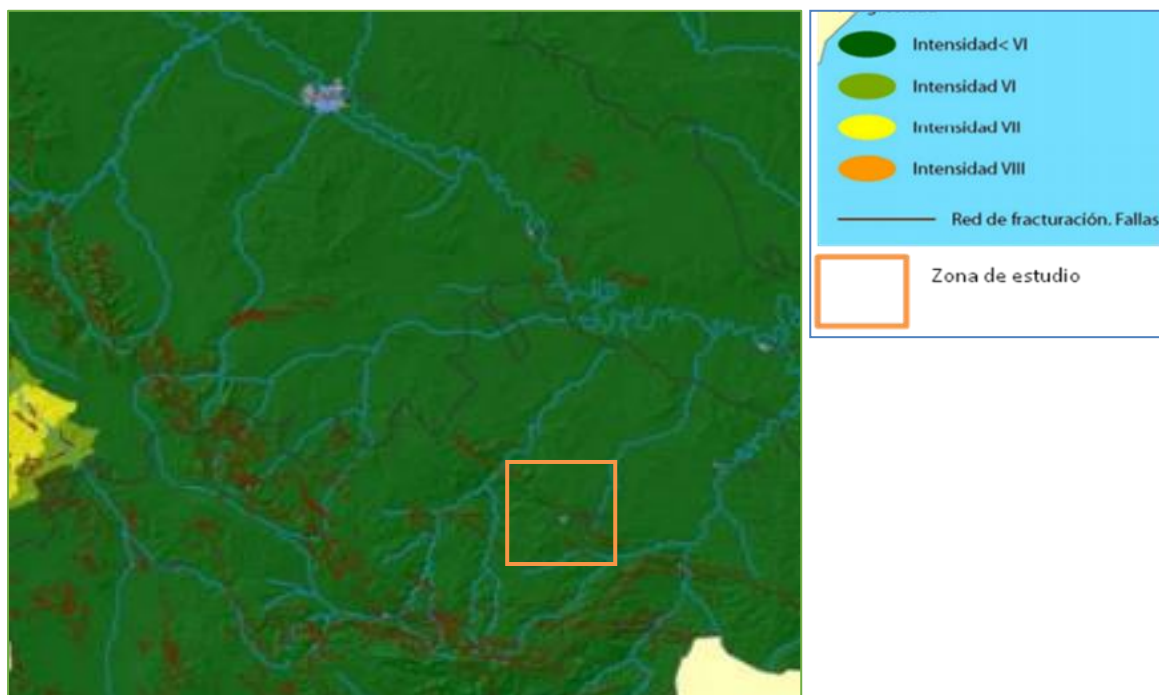 Intensidad< VI
Intensidad VI
Intensidad VII
Intensidad VIII
Red de fracturación. Fallas
Zona de estudio